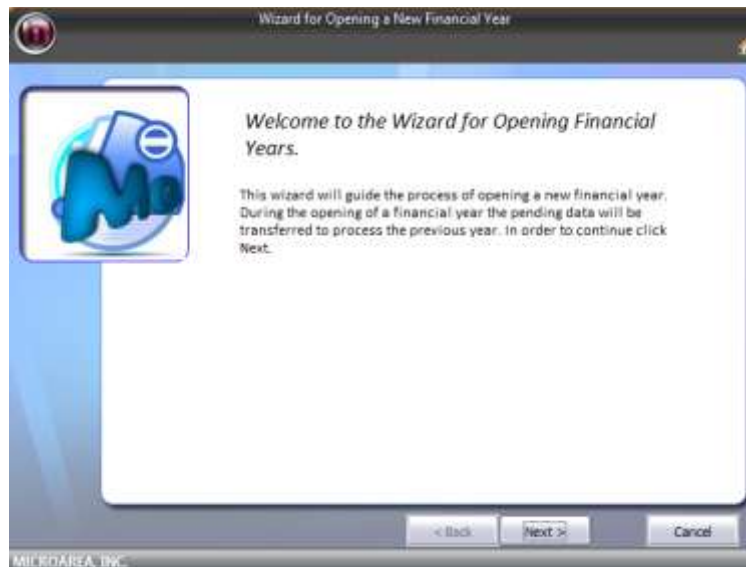 Wizard for Opening a New Financial Year
Welcome to the Wizard for Opening Financial
Years.
This wizard will guide the process of opening a new financial year.
During the opening of a financial year the pending data will be
transferred to process the previous year. In order to continue click
Next.
< Back
Next >
Cancel
MICROAREA, INC.